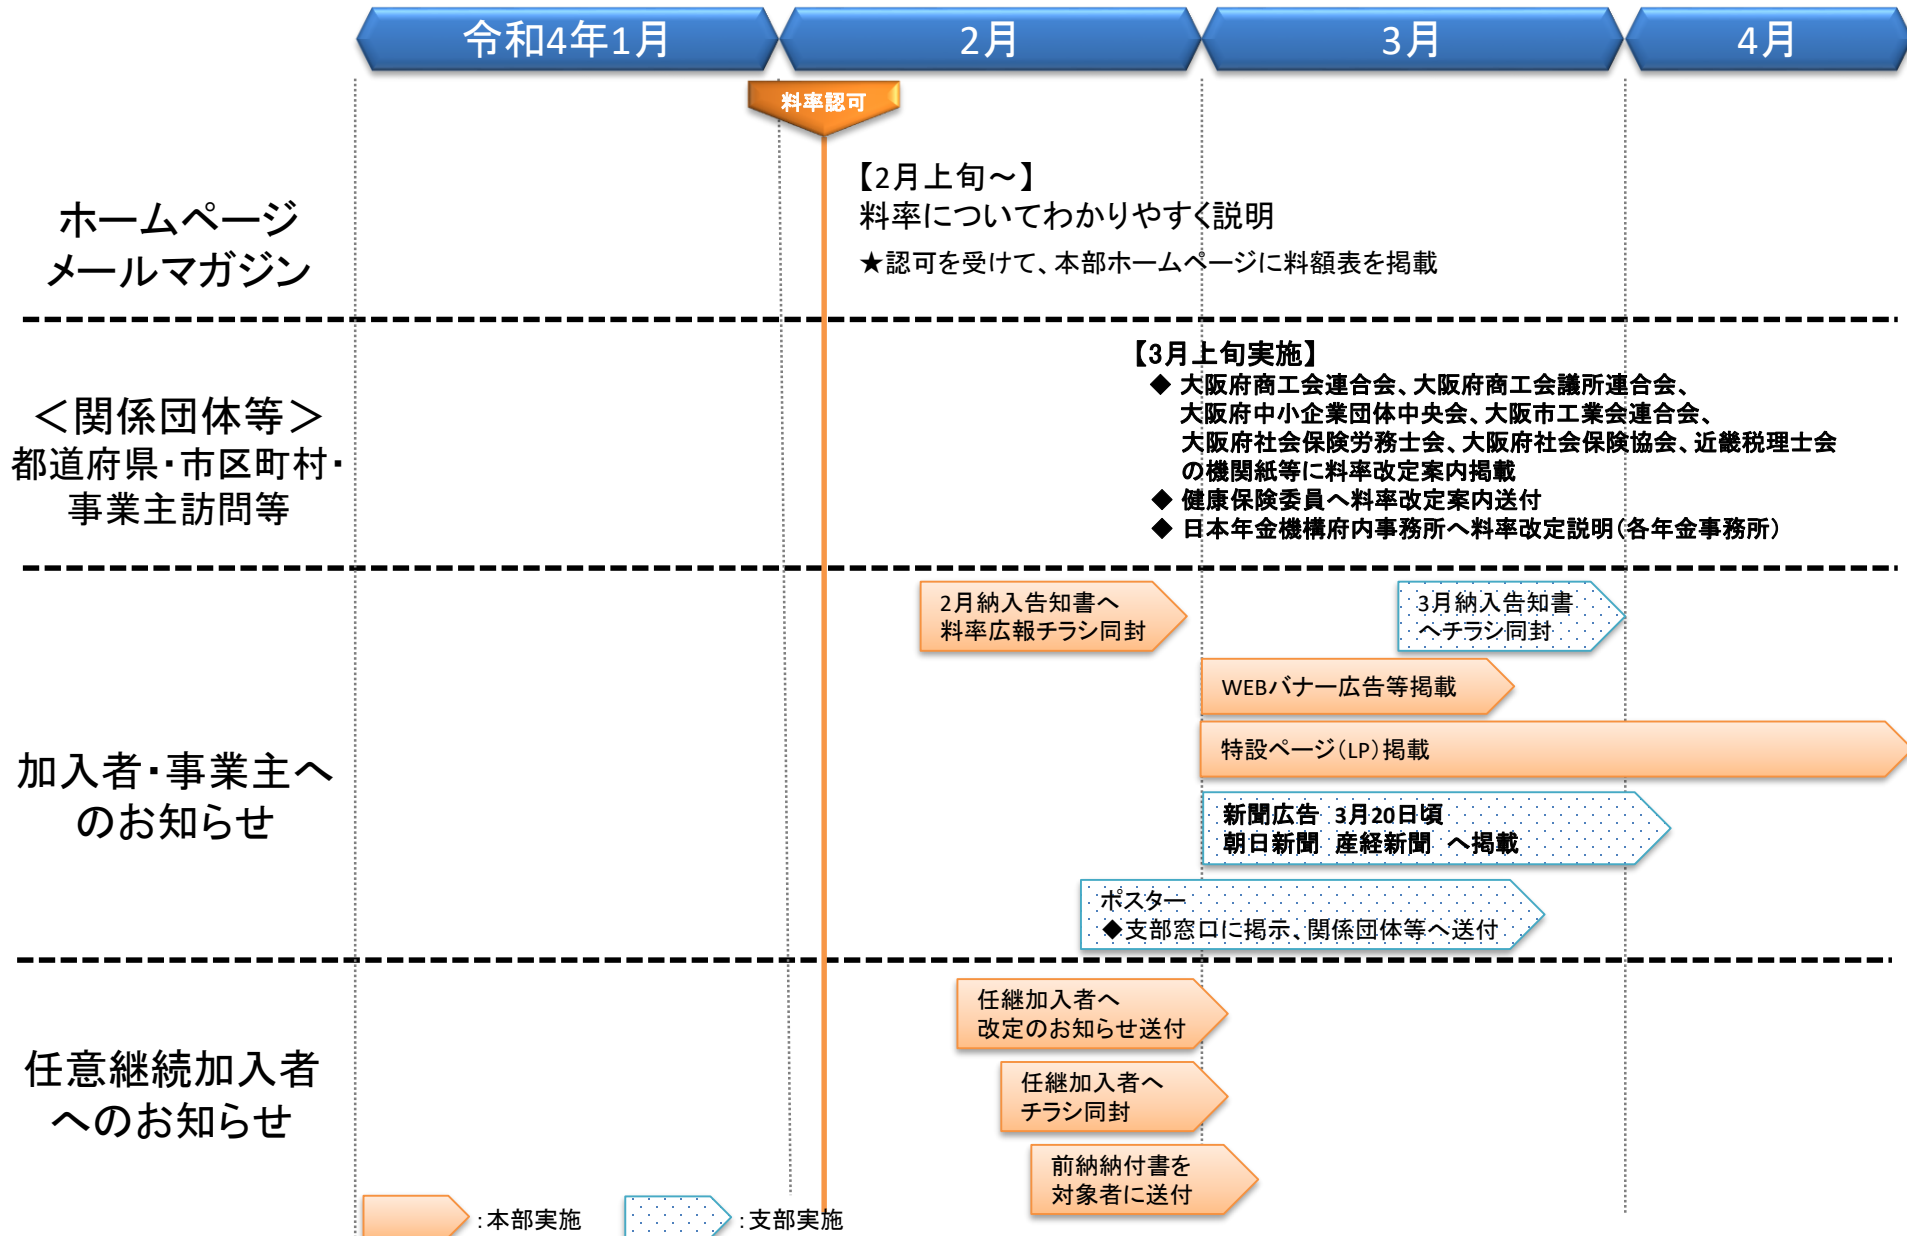 令和4年1月
2月
3月
4月
料率認可
ホームページ
メールマガジン
【2月上旬～】
料率についてわかりやすく説明
★認可を受けて、本部ホームページに料額表を掲載
＜関係団体等＞
都道府県・市区町村・
事業主訪問等
【3月上旬実施】
◆ 大阪府商工会連合会、大阪府商工会議所連合会、
大阪府中小企業団体中央会、大阪市工業会連合会、
大阪府社会保険労務士会、大阪府社会保険協会、近畿税理士会
の機関紙等に料率改定案内掲載
◆ 健康保険委員へ料率改定案内送付
◆ 日本年金機構府内事務所へ料率改定説明（各年金事務所）
加入者・事業主へ
のお知らせ
2月納入告知書へ
料率広報チラシ同封
3月納入告知書
へチラシ同封
WEBバナー広告等掲載
特設ページ（LP）掲載
新聞広告 3月20日頃
朝日新聞 産経新聞 へ掲載
ポスター
◆支部窓口に掲示、関係団体等へ送付
任意継続加入者
へのお知らせ
任継加入者へ
改定のお知らせ送付
任継加入者へ
チラシ同封
前納納付書を
対象者に送付
：本部実施
：支部実施